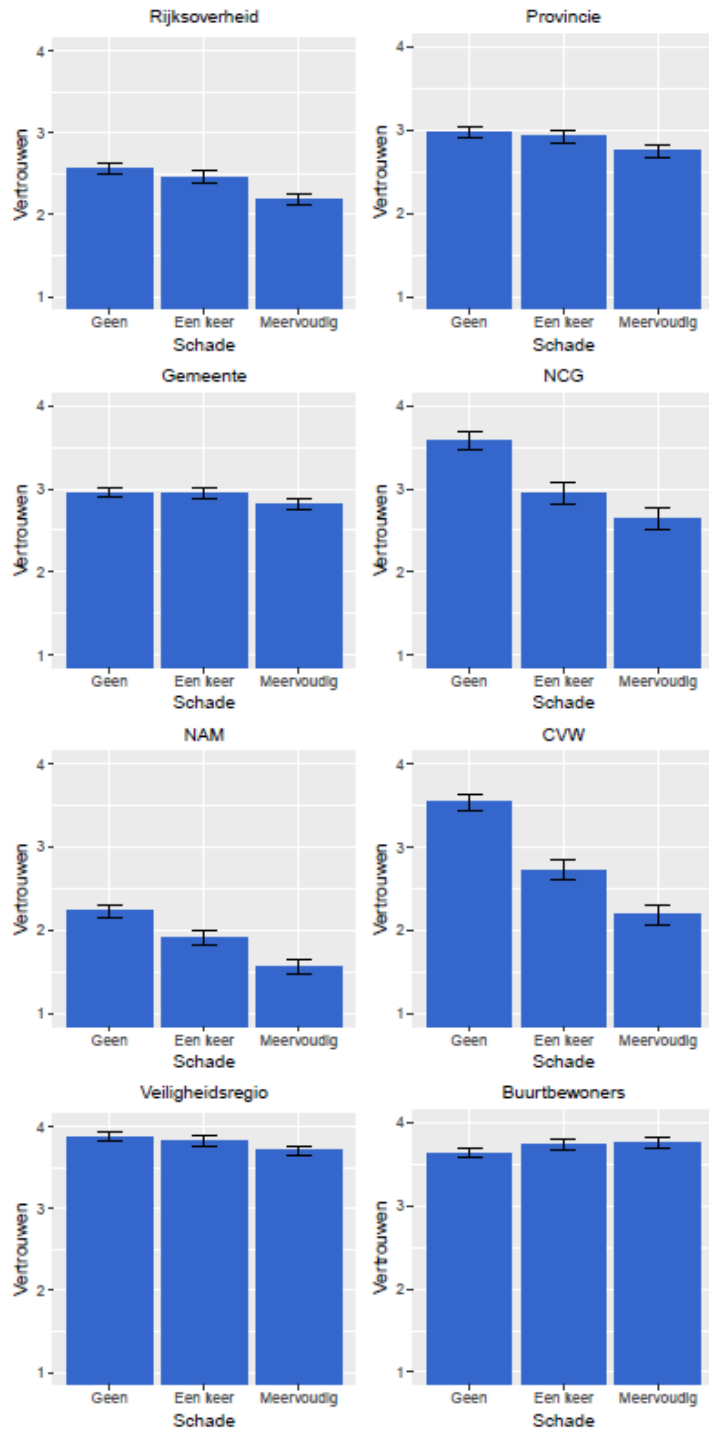 Rijksoverheid
4
3
2
1
Vertrouwen
Geen Een keer Meervoudig
Schade
Provincie
4
3
2
1
Vertrouwen
Geen Een keer Meervoudig
Schade
Gemeente
4
3
2
1
Vertrouwen
Geen Een keer Meervoudig
Schade
NCG
4
3
2
1
Vertrouwen
Geen Een keer Meervoudig
Schade
NAM
4
3
2
1
Vertrouwen
Geen Een keer Meervoudig
Schade
CVW
4
3
2
1
Vertrouwen
Geen Een keer Meervoudig
Schade
Veiligheidsregio
4
3
2
1
Vertrouwen
Geen Een keer Meervoudig
Schade
Buurtbewoners
4
3
2
1
Vertrouwen
Geen Een keer Meervoudig
Schade